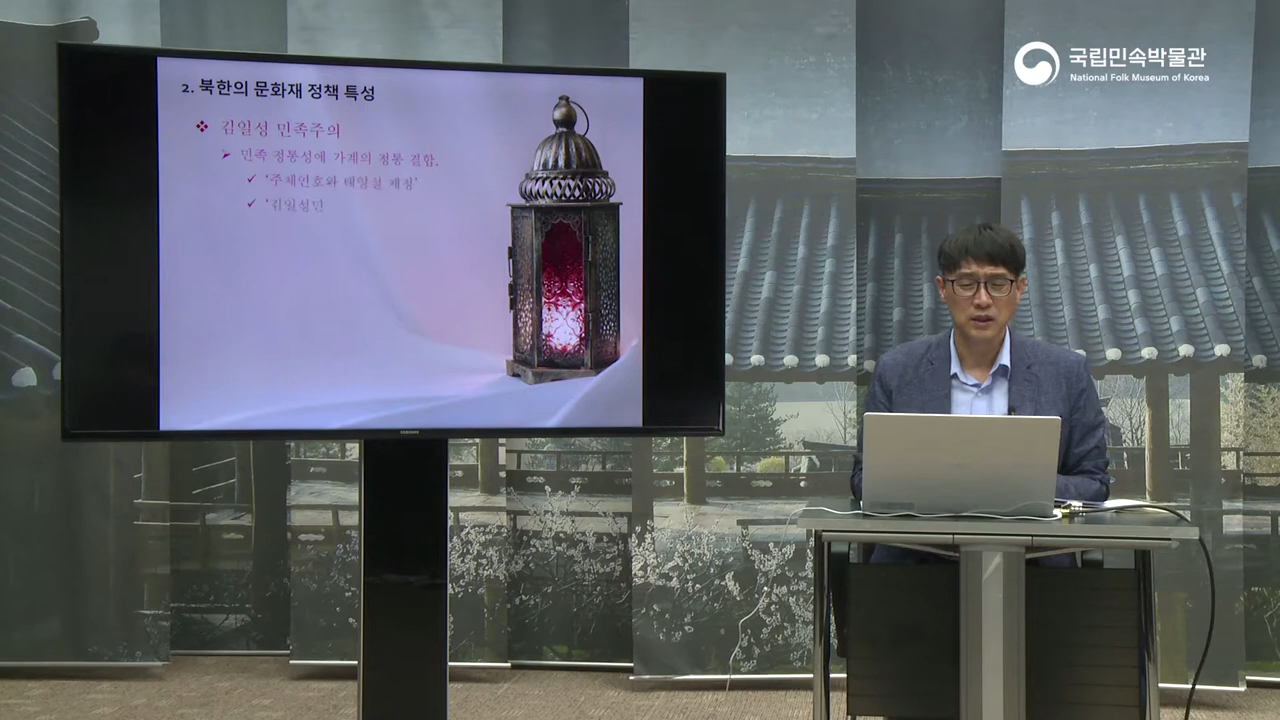 2. 북한의 문화재 정책 특성
❖ 김일성 민족주의
➢ 민족 정통성에 가계의 정통 결합.
✓ '주체연호와 태양절 제정'
✓ '김일성민
국립민속박물관
National Folk Museum of Korea
SAMSUNG